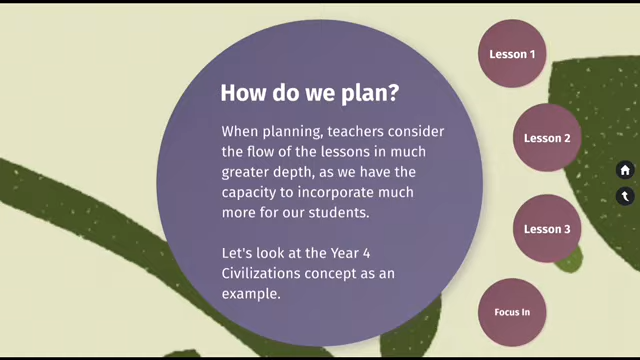 How do we plan?
When planning, teachers consider
the flow of the lessons in much
greater depth, as we have the
capacity to incorporate much
more for our students.
Let's look at the Year 4
Civilizations concept as an
example.
Lesson 1
Lesson 2
Lesson 3
Focus In